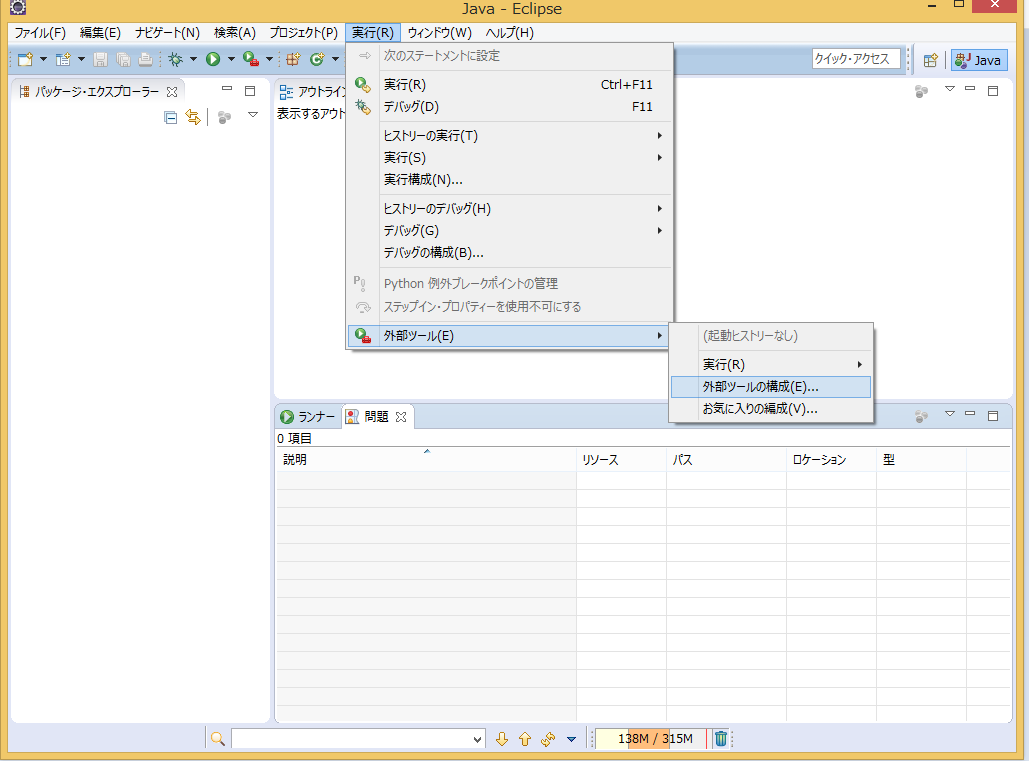 Java - Eclipse
ファイル(F) 編集(E) ナビゲート(N) 検索(A) プロジェクト(P) 実行(R) ウィンドウ(W) ヘルプ(H)
クイック・アクセス
Java
パッケージ・エクスプローラー
アウトライン
表示するアウト
次のステートメントに設定
実行(R) Ctrl+F11
デバッグ(D) F11
ヒストリーの実行(T)
実行(S)
実行構成(N)...
ヒストリーのデバッグ(H)
デバッグ(G)
デバッグの構成(B)...
Python 例外ブレークポイントの管理
ステップイン・プロパティーを使用不可にする
外部ツール(E)
(起動ヒストリーなし)
実行(R)
外部ツールの構成(E)...
お気に入りの編成(V)...
ランナー 問題
0 項目
説明 リソース パス ロケーション 型
138M / 315M